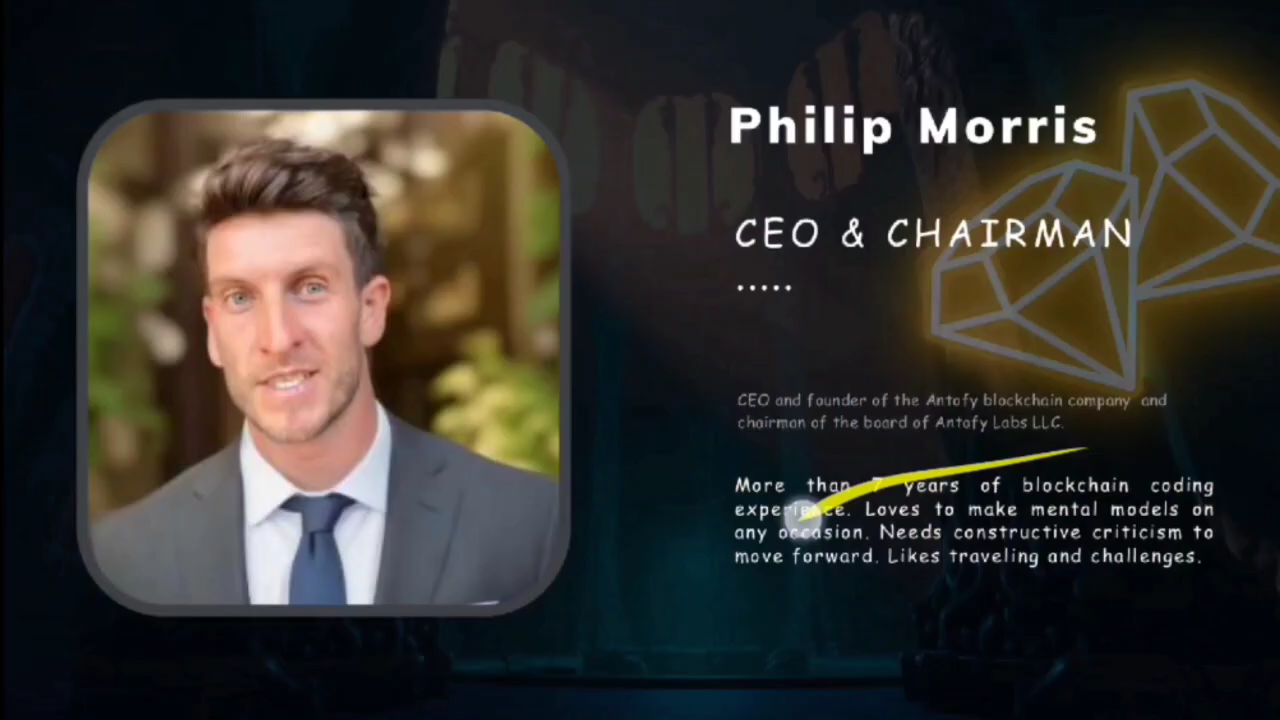 Philip Morris
CEO & CHAIRMAN
.....
CEO and founder of the Antofy blockchain company and
chairman of the board of Antofy Labs LLC.
More than 7 years of blockchain coding
experience. Loves to make mental models on
any occasion. Needs constructive criticism to
move forward. Likes traveling and challenges.